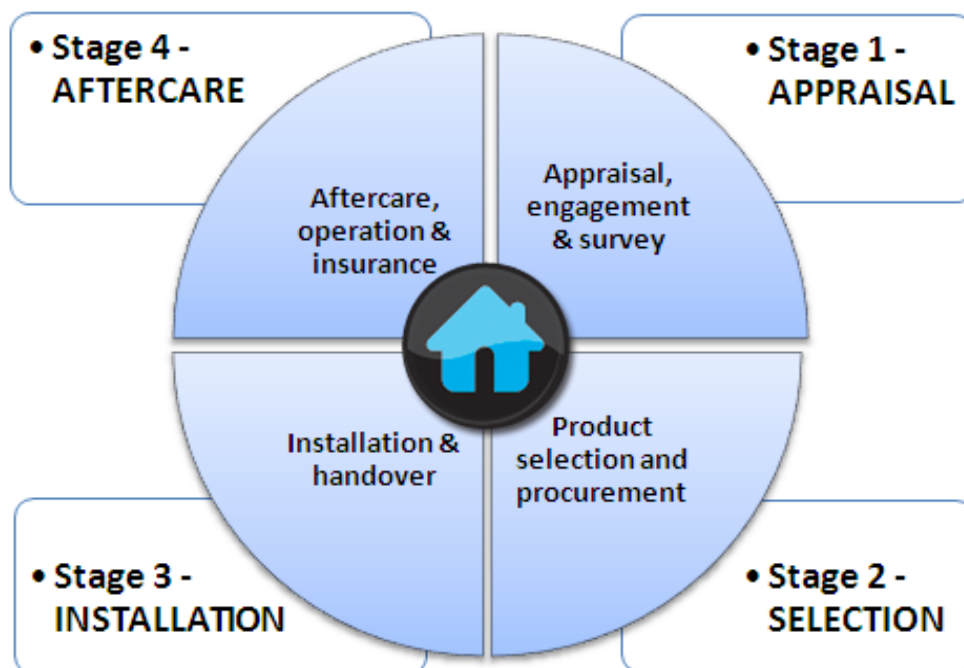 • Stage 4 -
AFTERCARE
• Stage 1 -
APPRAISAL
Aftercare,
operation &
insurance
Appraisal,
engagement
& survey
Installation &
handover
Product
selection and
procurement
• Stage 3 -
INSTALLATION
• Stage 2 -
SELECTION